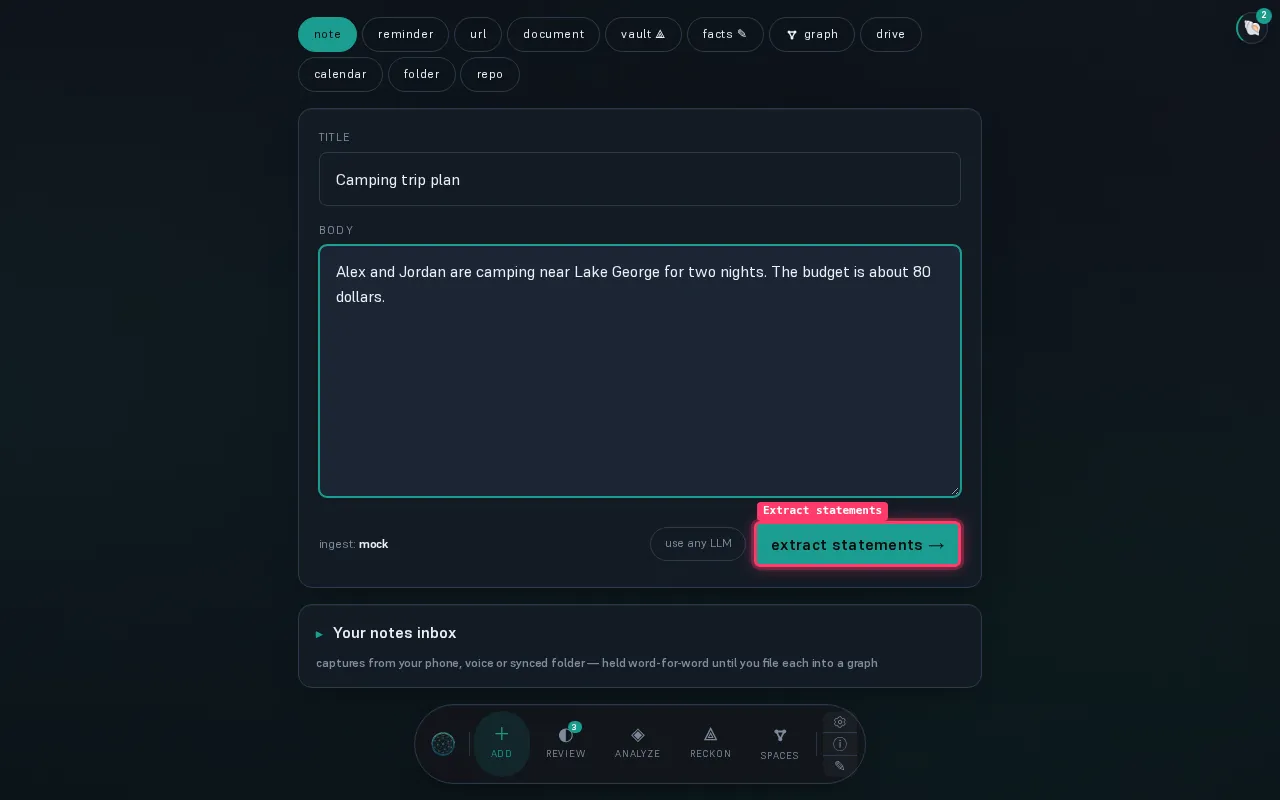 note reminder url document vault facts graph drive
2
calendar folder repo
TITLE
Camping trip plan
BODY
Alex and Jordan are camping near Lake George for two nights. The budget is about 80
dollars.
Extract statements
ingest: mock use any LLM extract statements →
Your notes inbox
captures from your phone, voice or synced folder — held word-for-word until you file each into a graph
3
ADD REVIEW ANALYZE RECKON SPACES